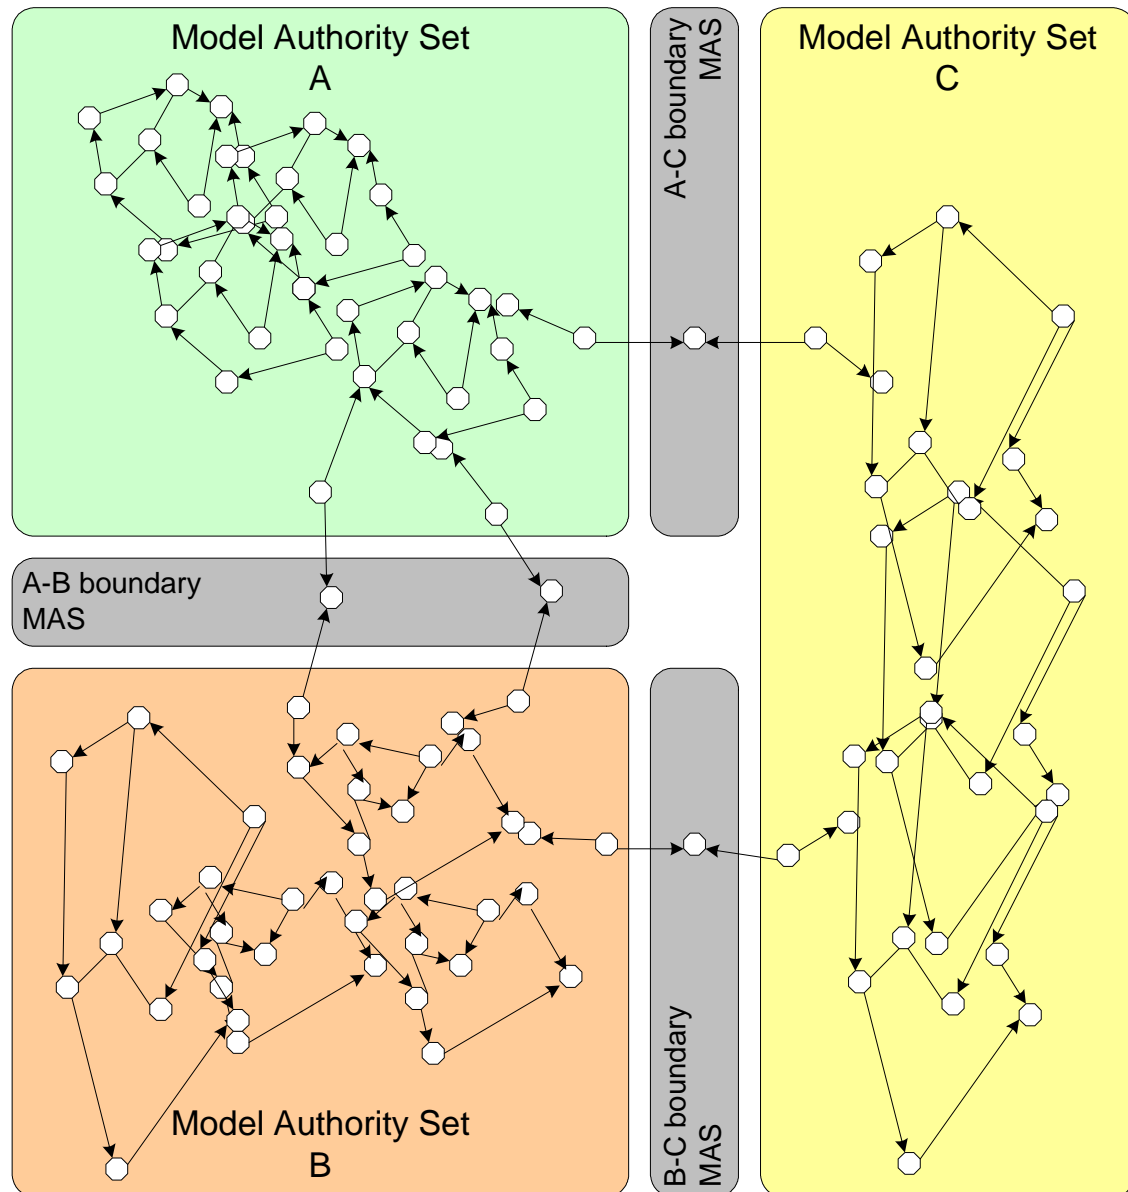 Model Authority Set
A
A-C boundary
MAS
Model Authority Set
C
A-B boundary
MAS
Model Authority Set
B
B-C boundary
MAS